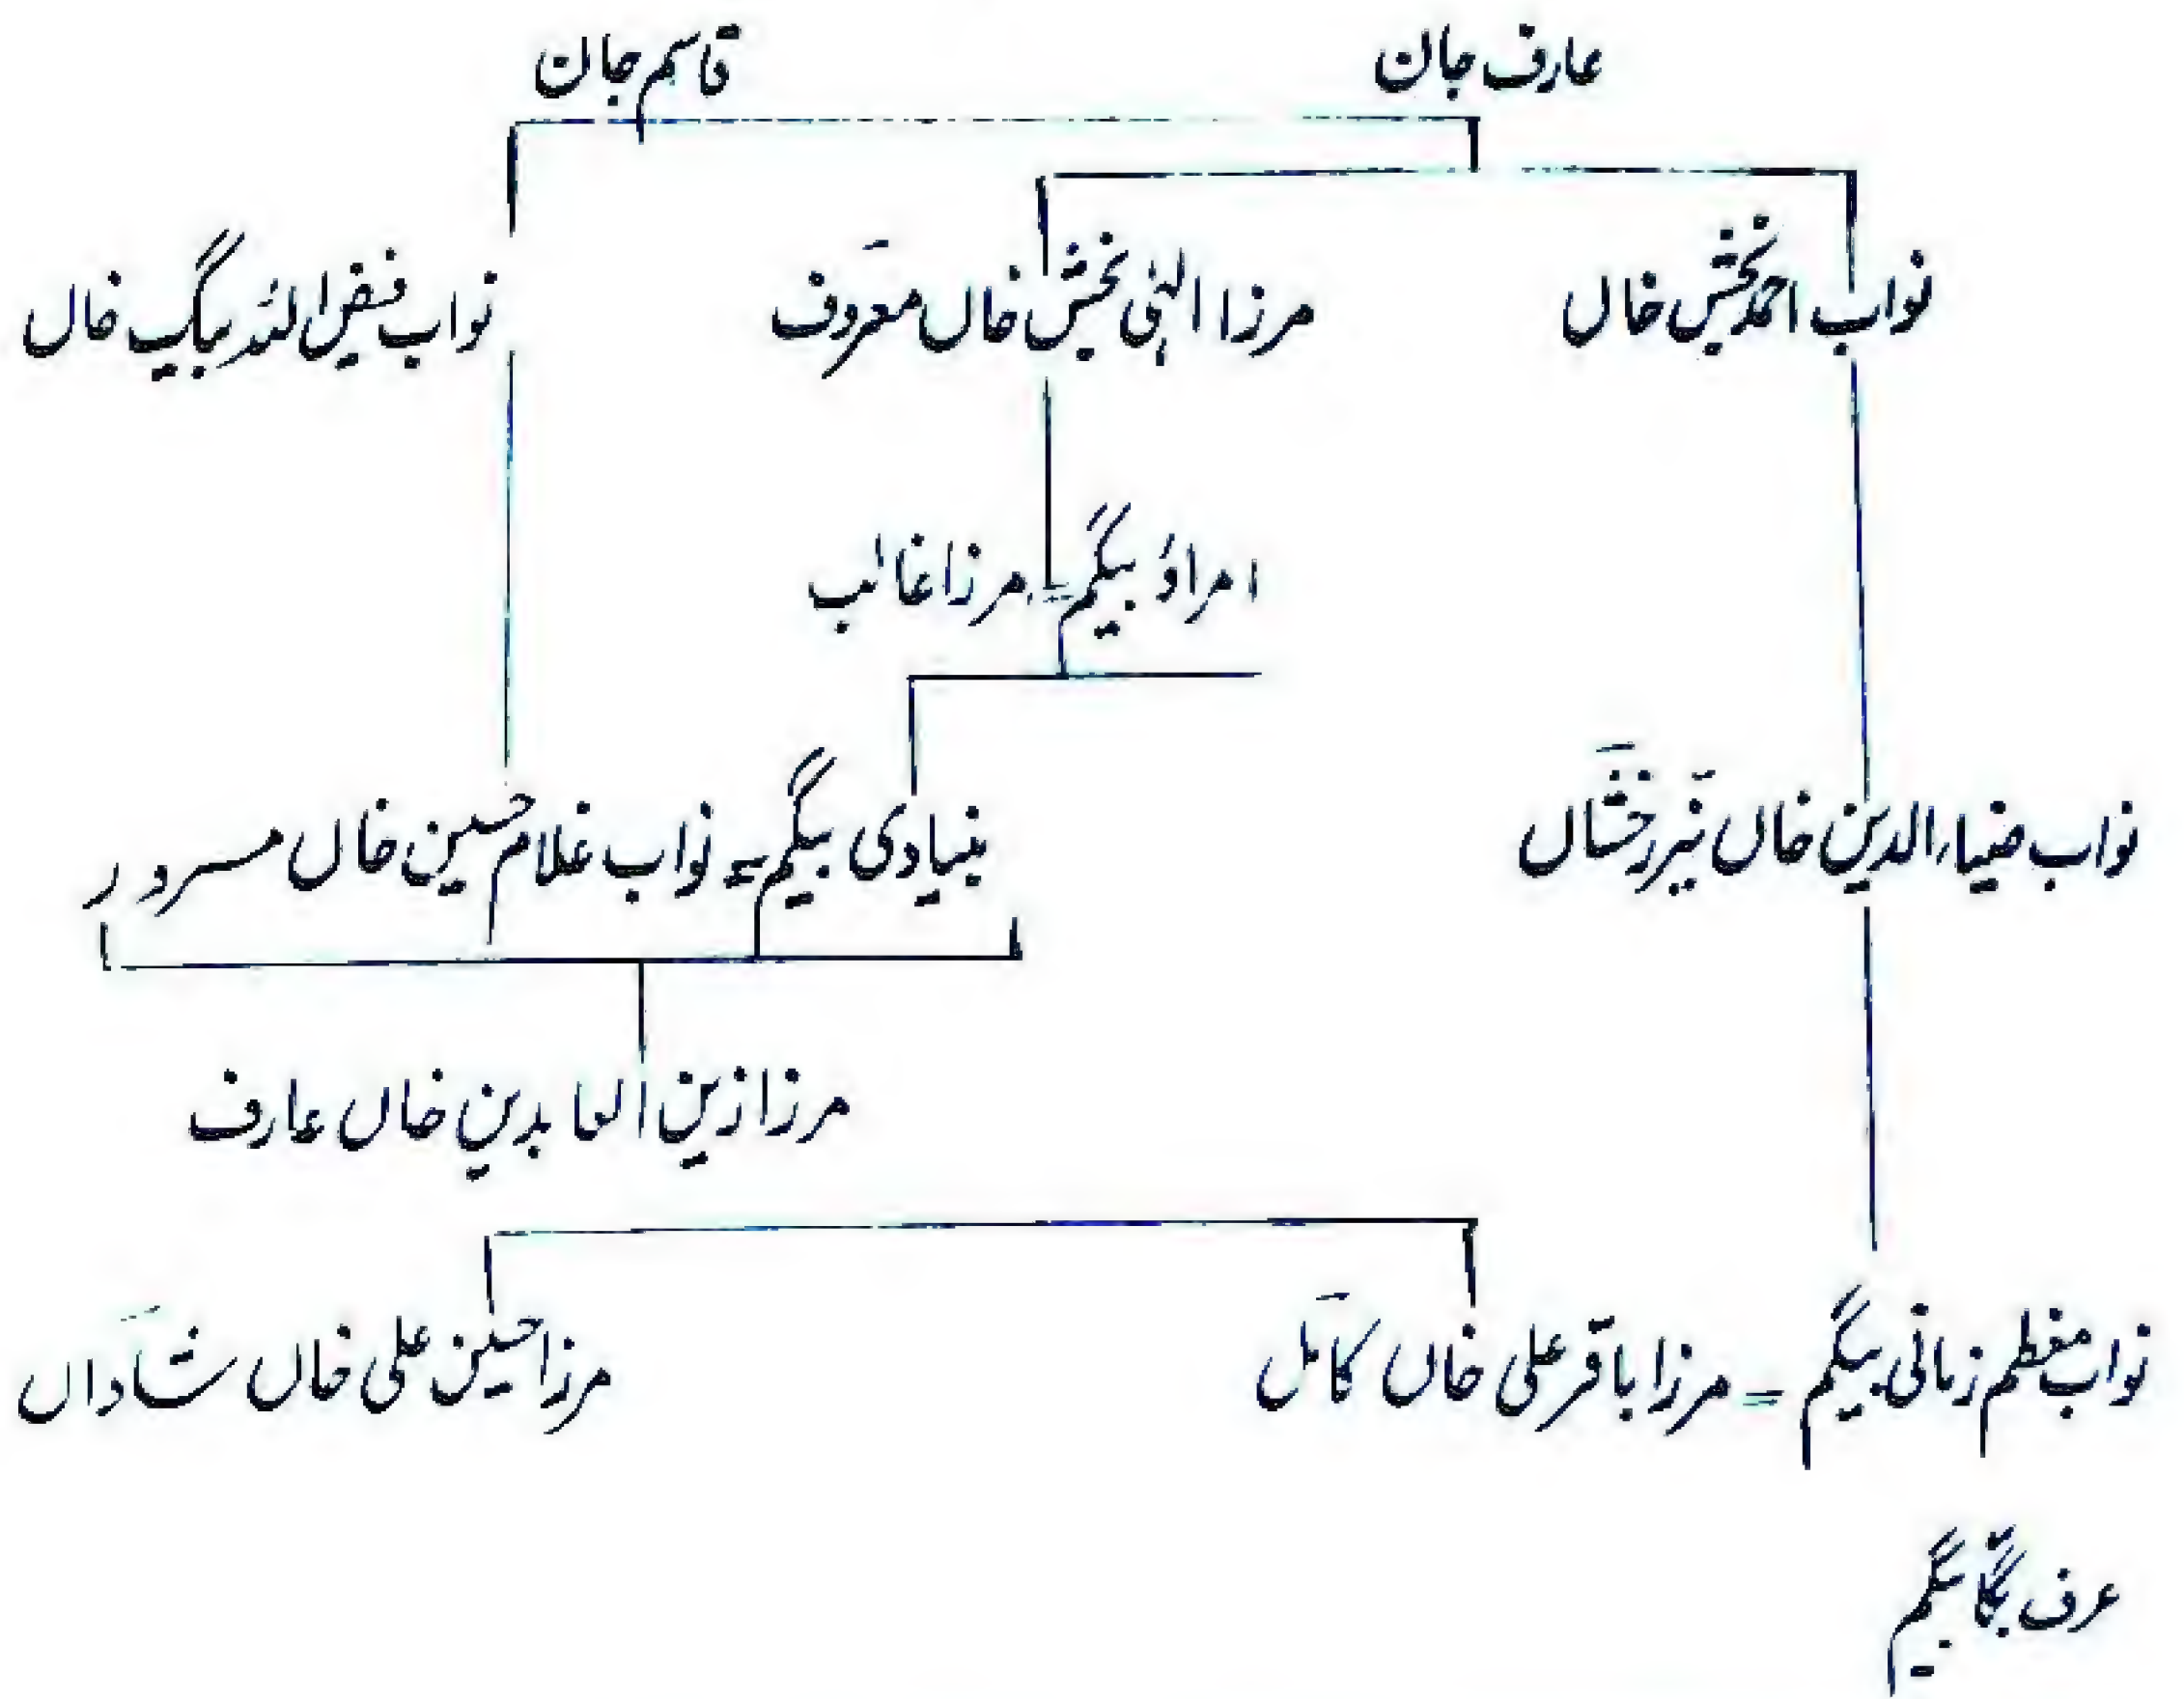 عارف جان قاسم جان
نواب احمد بخش خاں مرزا الٰہی بخش خاں معروف نواب فیض اللہ بیگ خاں
امراؤ بیگم = مرزا غالب
بنیادی بیگم = نواب غلام حسین خاں مسرور
نواب ضیاء الدین خاں نیر رخشاں
مرزا زین العابدین خاں عارف
نواب معظم زمانی بیگم = مرزا باقر علی خاں کامل مرزا حسین علی خاں شاداں
عرف بگا بیگم